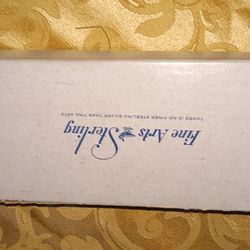 Fine Arts Sterling
THERE IS NO FINER STERLING SILVER THAN FINE ARTS